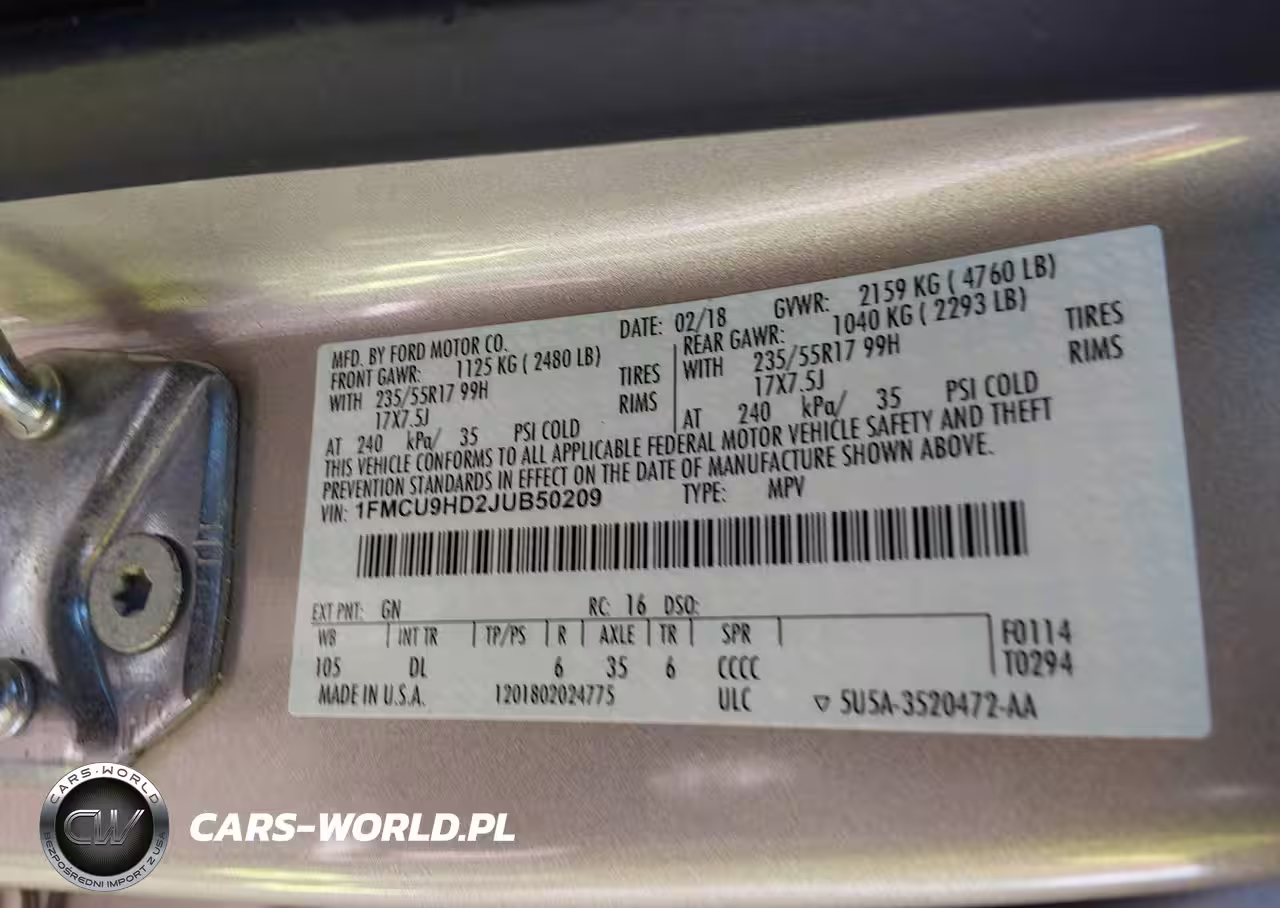 MFD. BY FORD MOTOR CO. DATE: 02/18 GVWR: 2159 KG ( 4760 LB)
FRONT GAWR: 1125 KG ( 2480 LB) REAR GAWR: 1040 KG ( 2293 LB)
WITH 235/55R17 99H TIRES WITH 235/55R17 99H TIRES
17X7.5J RIMS 17X7.5J RIMS
AT 240 kPa/ 35 PSI COLD AT 240 kPa/ 35 PSI COLD
THIS VEHICLE CONFORMS TO ALL APPLICABLE FEDERAL MOTOR VEHICLE SAFETY AND THEFT
PREVENTION STANDARDS IN EFFECT ON THE DATE OF MANUFACTURE SHOWN ABOVE.
VIN: 1FMCU9HD2JUB50209 TYPE: MPV
EXT PNT: GN RC: 16 DSO:
WB INT TR TP/PS R AXLE TR SPR F0114
105 DL 6 35 6 CCCC T0294
MADE IN U.S.A. 1201802024775 ULC ▽ 5U5A-3520472-AA
CARS-WORLD
CW
BEZPOŚREDNI IMPORT Z USA
CARS-WORLD.PL